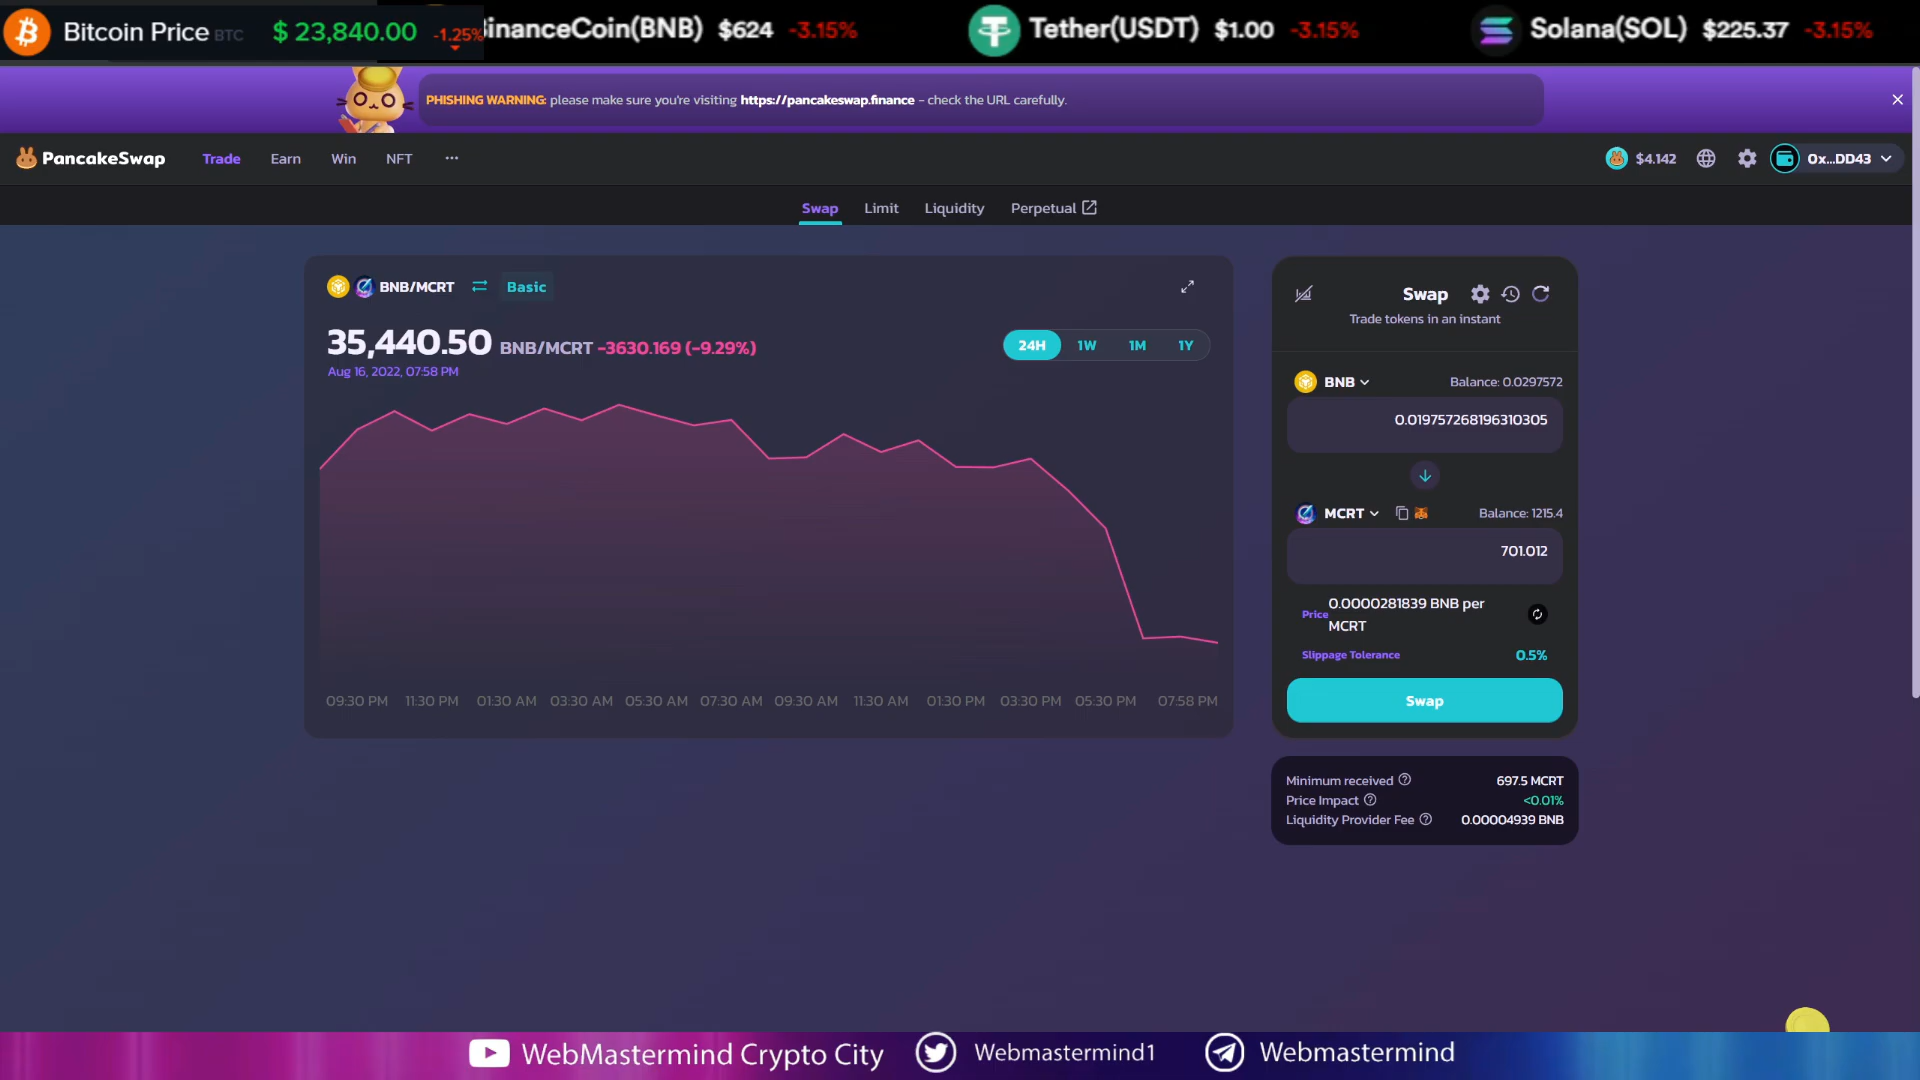 Bitcoin Price BTC $ 23,840.00 -1.25% inanceCoin(BNB) $624 -3.15% Tether(USDT) $1.00 -3.15% Solana(SOL) $225.37 -3.15%
PHISHING WARNING: please make sure you're visiting https://pancakeswap.finance - check the URL carefully.
PancakeSwap Trade Earn Win NFT ... $4.142 0x...DD43
Swap Limit Liquidity Perpetual
BNB/MCRT Basic
35,440.50 BNB/MCRT -3630.169 (-9.29%)
Aug 16, 2022, 07:58 PM
24H 1W 1M 1Y
09:30 PM 11:30 PM 01:30 AM 03:30 AM 05:30 AM 07:30 AM 09:30 AM 11:30 AM 01:30 PM 03:30 PM 05:30 PM 07:58 PM
Swap
Trade tokens in an instant
BNB Balance: 0.0297572
0.019757268196310305
MCRT Balance: 1215.4
701.012
Price 0.0000281839 BNB per
MCRT
Slippage Tolerance 0.5%
Swap
Minimum received 697.5 MCRT
Price Impact <0.01%
Liquidity Provider Fee 0.00004939 BNB
WebMastermind Crypto City Webmastermind1 Webmastermind